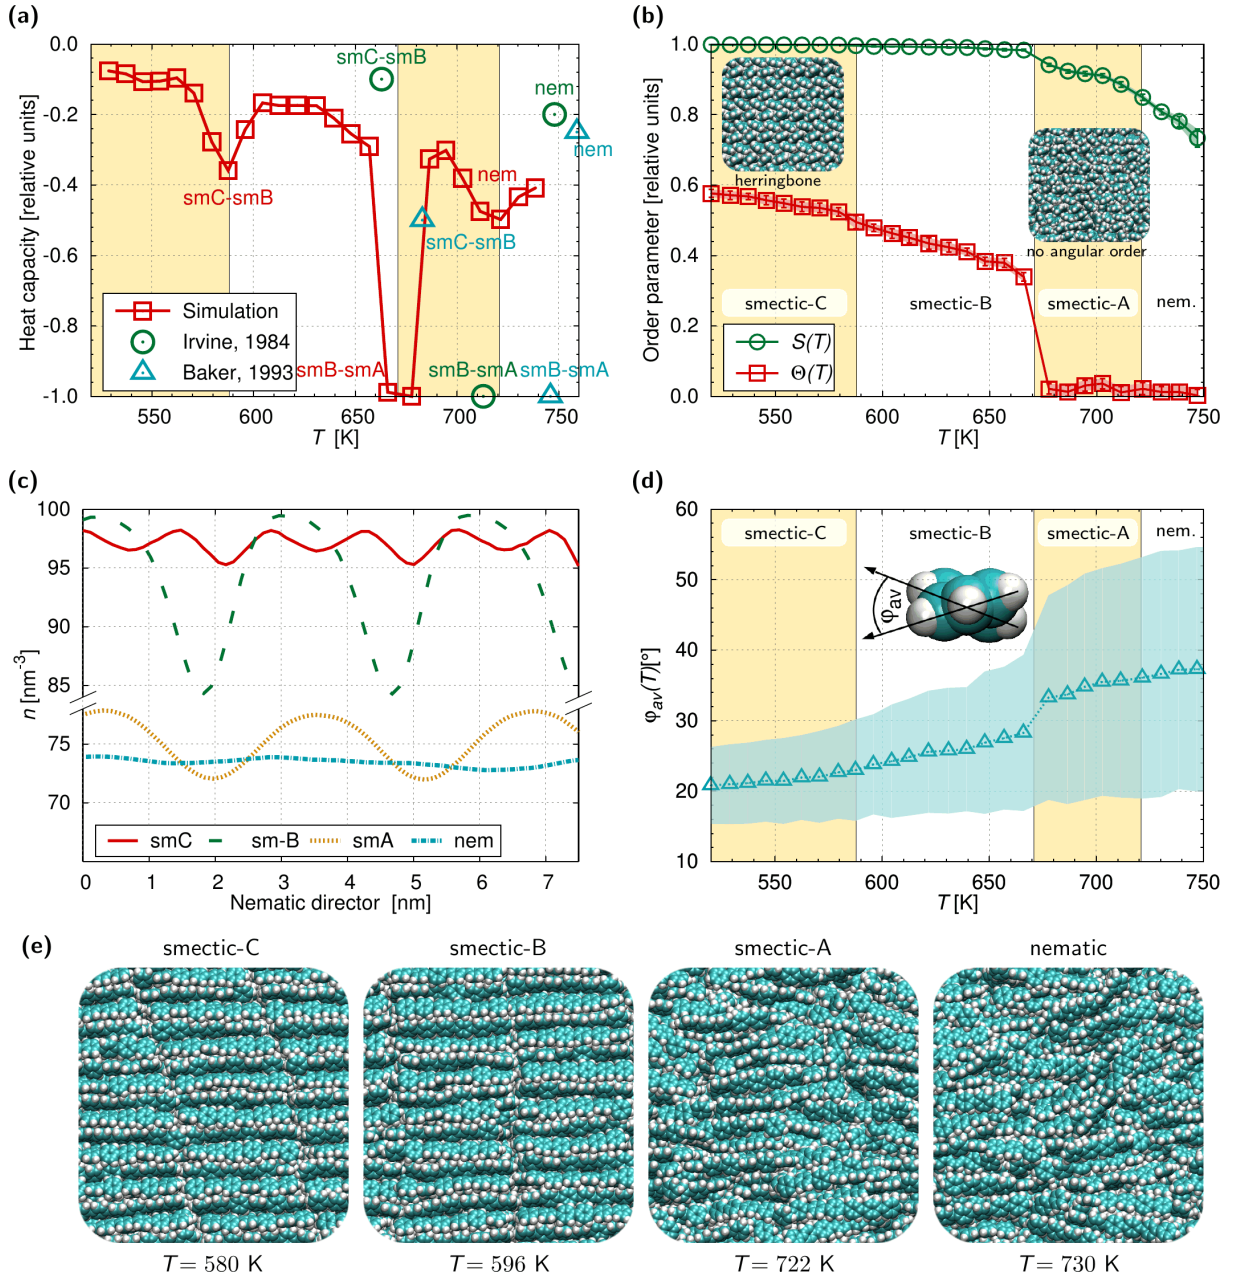 (a)
Heat capacity [relative units]
0.0
-0.2
-0.4
-0.6
-0.8
-1.0
smC-smB
nem
nem
smC-smB
nem
smC-smB
Simulation
Irvine, 1984
Baker, 1993
smB-smA
smB-smA
smB-smA
550 600 650 700 750
T [K]
(b)
Order parameter [relative units]
1.0
0.8
0.6
0.4
0.2
0.0
herringbone
no angular order
smectic-C smectic-B smectic-A nem.
S(T)
Θ(T)
550 600 650 700 750
T [K]
(c)
n [nm-3]
100
95
90
85
75
70
smC sm-B smA nem
0 1 2 3 4 5 6 7
Nematic director [nm]
(d)
φav(T)[°]
60
50
40
30
20
10
smectic-C smectic-B smectic-A nem.
φav
550 600 650 700 750
T [K]
(e)
smectic-C smectic-B smectic-A nematic
T = 580 K T = 596 K T = 722 K T = 730 K